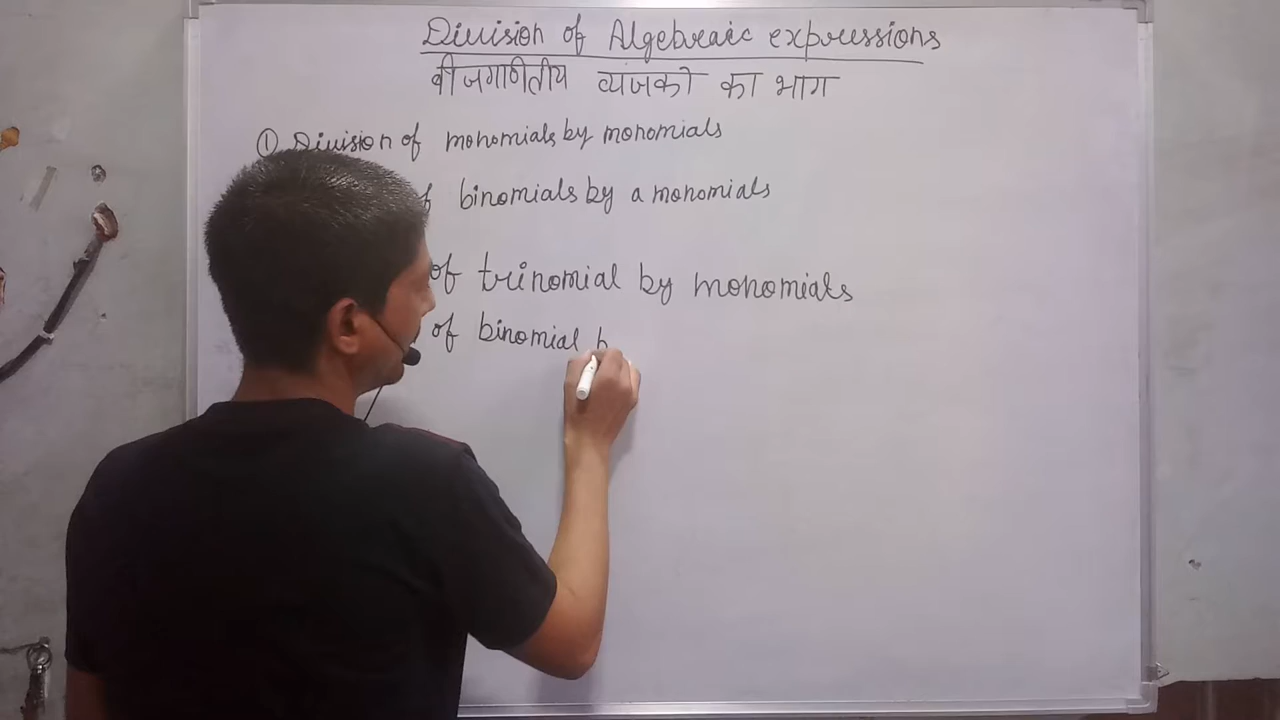 Division of Algebraic expressions
बीजगणितीय व्यंजको का भाग
① Division of monomials by monomials
binomials by a monomials
of trinomial by monomials
of binomial b